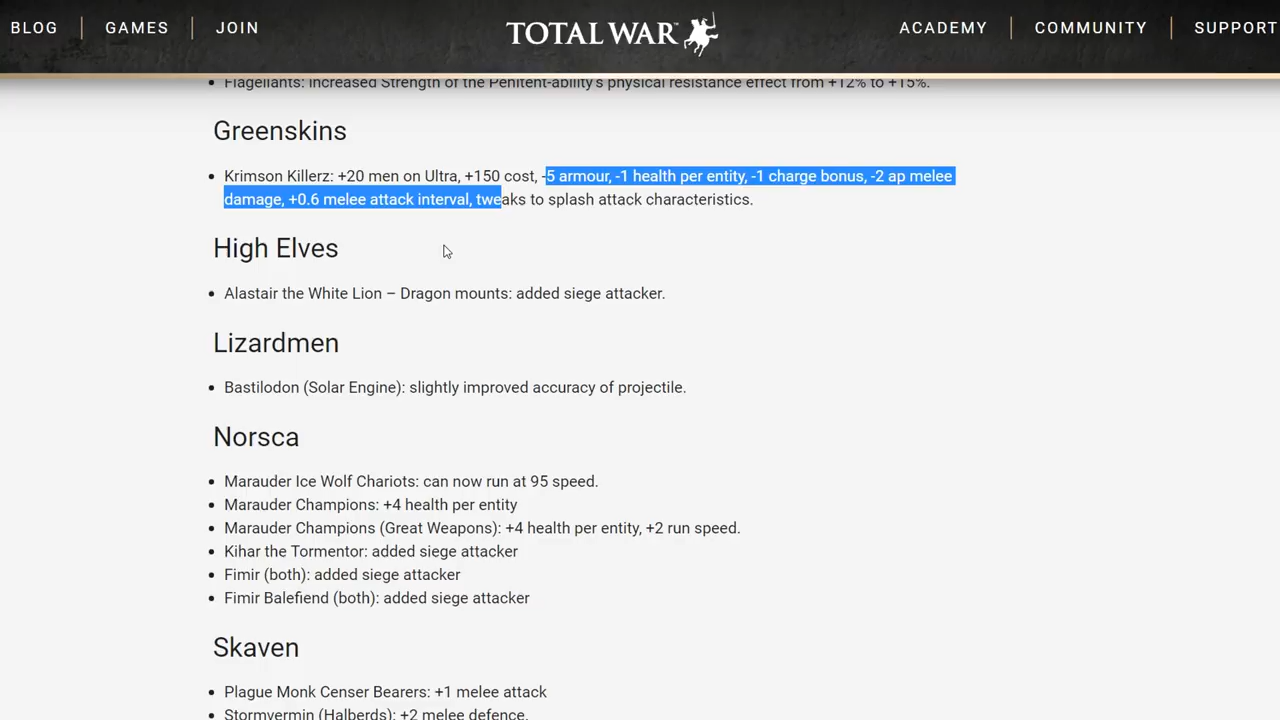 BLOG GAMES JOIN TOTAL WAR™ ACADEMY COMMUNITY SUPPORT
Flagellants: Increased Strength of the Penitent-ability's physical resistance effect from +12% to +15%.
Greenskins
Krimson Killerz: +20 men on Ultra, +150 cost, -5 armour, -1 health per entity, -1 charge bonus, -2 ap melee
damage, +0.6 melee attack interval, tweaks to splash attack characteristics.
High Elves
Alastair the White Lion – Dragon mounts: added siege attacker.
Lizardmen
Bastilodon (Solar Engine): slightly improved accuracy of projectile.
Norsca
Marauder Ice Wolf Chariots: can now run at 95 speed.
Marauder Champions: +4 health per entity
Marauder Champions (Great Weapons): +4 health per entity, +2 run speed.
Kihar the Tormentor: added siege attacker
Fimir (both): added siege attacker
Fimir Balefiend (both): added siege attacker
Skaven
Plague Monk Censer Bearers: +1 melee attack
Stormvermin (Halberds): +2 melee defence.